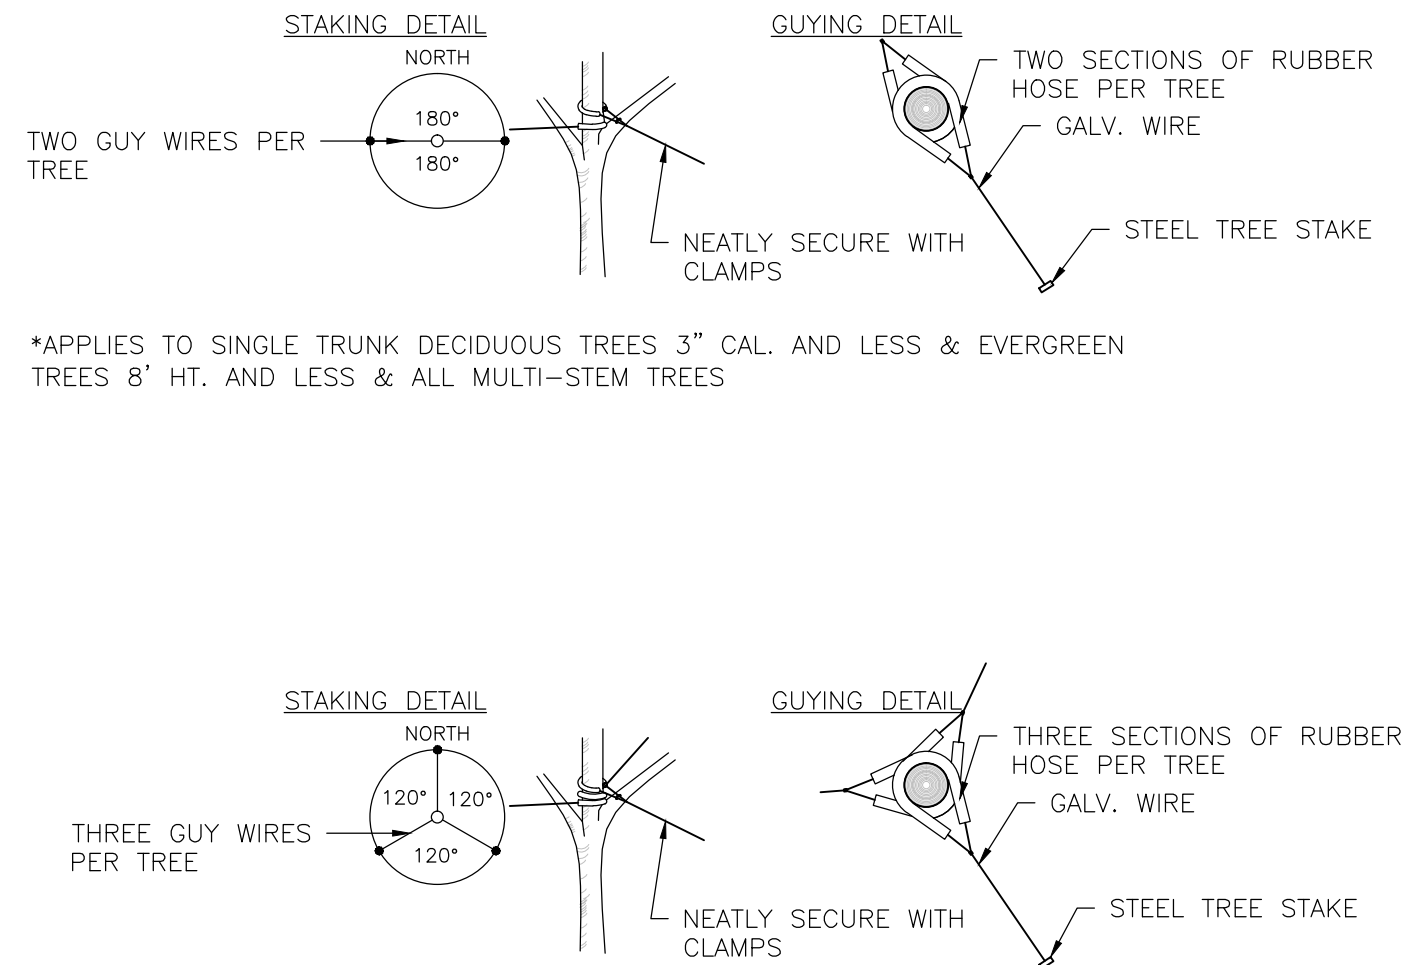 STAKING DETAIL
NORTH
180°
180°
TWO GUY WIRES PER
TREE
NEATLY SECURE WITH
CLAMPS
GUYING DETAIL
TWO SECTIONS OF RUBBER
HOSE PER TREE
GALV. WIRE
STEEL TREE STAKE
*APPLIES TO SINGLE TRUNK DECIDUOUS TREES 3" CAL. AND LESS & EVERGREEN
TREES 8' HT. AND LESS & ALL MULTI-STEM TREES
STAKING DETAIL
NORTH
120°
120°
120°
THREE GUY WIRES
PER TREE
NEATLY SECURE WITH
CLAMPS
GUYING DETAIL
THREE SECTIONS OF RUBBER
HOSE PER TREE
GALV. WIRE
STEEL TREE STAKE